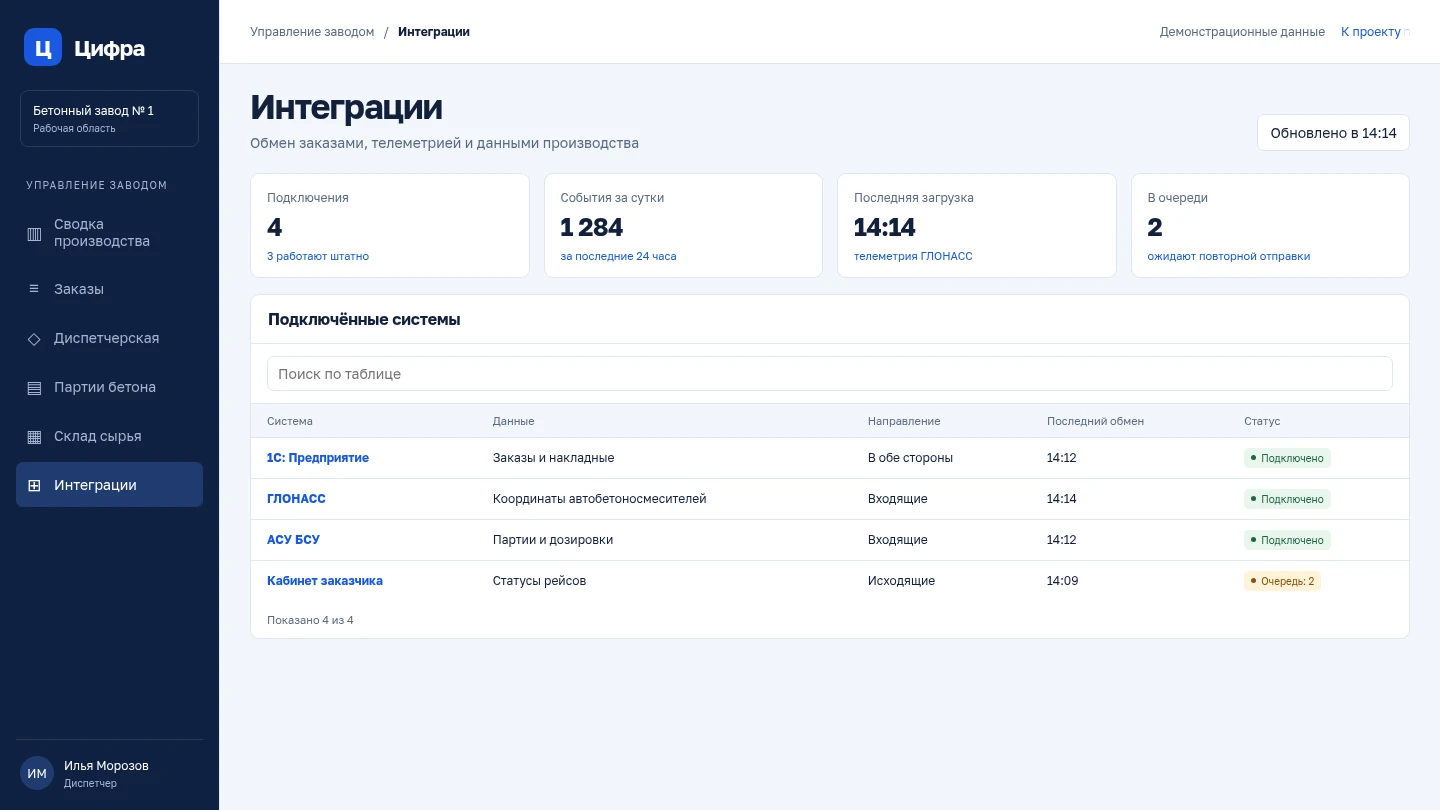 Ц Цифра
Бетонный завод № 1
Рабочая область
УПРАВЛЕНИЕ ЗАВОДОМ
Сводка
производства
Заказы
Диспетчерская
Партии бетона
Склад сырья
Интеграции
ИМ
Илья Морозов
Диспетчер
Управление заводом / Интеграции
Демонстрационные данные К проекту
Интеграции
Обмен заказами, телеметрией и данными производства
Обновлено в 14:14
Подключения
4
3 работают штатно
События за сутки
1 284
за последние 24 часа
Последняя загрузка
14:14
телеметрия ГЛОНАСС
В очереди
2
ожидают повторной отправки
Подключённые системы
Поиск по таблице
Система Данные Направление Последний обмен Статус
1С: Предприятие Заказы и накладные В обе стороны 14:12 Подключено
ГЛОНАСС Координаты автобетоносмесителей Входящие 14:14 Подключено
АСУ БСУ Партии и дозировки Входящие 14:12 Подключено
Кабинет заказчика Статусы рейсов Исходящие 14:09 Очередь: 2
Показано 4 из 4